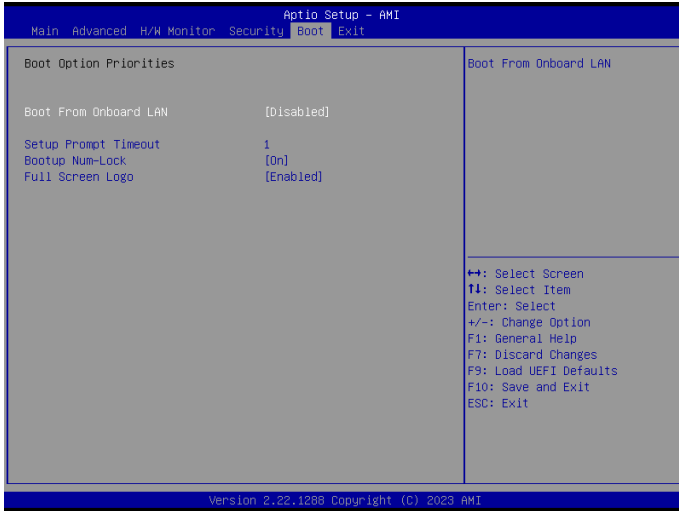 Aptio Setup – AMI
Main Advanced H/W Monitor Security Boot Exit
Boot Option Priorities
Boot From Onboard LAN [Disabled]
Setup Prompt Timeout 1
Bootup Num-Lock [On]
Full Screen Logo [Enabled]
Boot From Onboard LAN
↔: Select Screen
↑↓: Select Item
Enter: Select
+/-: Change Option
F1: General Help
F7: Discard Changes
F9: Load UEFI Defaults
F10: Save and Exit
ESC: Exit
Version 2.22.1288 Copyright (C) 2023 AMI